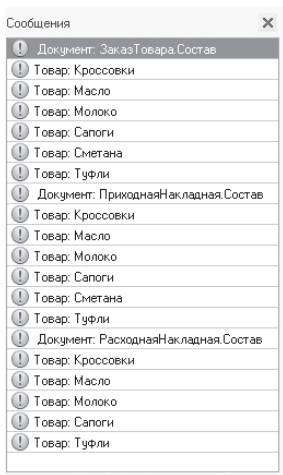 Сообщения
Документ: ЗаказТовара.Состав
Товар: Кроссовки
Товар: Масло
Товар: Молоко
Товар: Сапоги
Товар: Сметана
Товар: Туфли
Документ: ПриходнаяНакладная.Состав
Товар: Кроссовки
Товар: Масло
Товар: Молоко
Товар: Сапоги
Товар: Сметана
Товар: Туфли
Документ: РасходнаяНакладная.Состав
Товар: Кроссовки
Товар: Масло
Товар: Молоко
Товар: Сапоги
Товар: Туфли